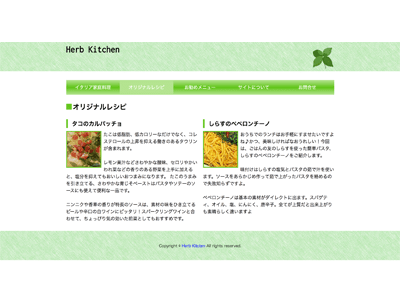 Herb Kitchen
イタリア家庭料理
オリジナルレシピ
お勧めメニュー
サイトについて
お問合せ
オリジナルレシピ
タコのカルパッチョ
たこは低脂肪、低カロリーなだけでなく、コレ
ステロールの上昇を抑える働きのあるタウリン
が含まれます。
レモン果汁などさわやかな酸味、セロリやかい
われ菜などの香りのある野菜を上手に加える
と、塩分を抑えてもおいしいおつまみになります。たこのうまみ
を引き立てる、さわやかな青じそペーストはパスタやソテーのソー
スにも使えて便利な一品です。
ニンニクや香草の香りが特長のソースは、素材の味をひき立てる
ビールや辛口の白ワインにピッタリ！スパークリングワインと合
わせて、ちょっぴり気の効いた前菜としてもおすすめです。
しらすのペペロンチーノ
おうちでのランチはお手軽にすませたいですよ
ね♪かつ、美味しければなおうれしい！今回
は、ごはんの友のしらすを使った簡単パスタ、
しらすのペペロンチーノをご紹介します。
味付けはしらすの塩気とパスタの茹で汁を使い
ます。ソースをあらかじめ作って茹で上がったパスタを絡めるの
で失敗知らずですよ。
ペペロンチーノは基本の素材がダイレクトに出ます。スパゲテ
ィ、オイル、塩、にんにく、唐辛子。全てが上質だと出来上がり
も素晴らしく違いますよ
Copyright © Herb Kitchen All rights reserved.